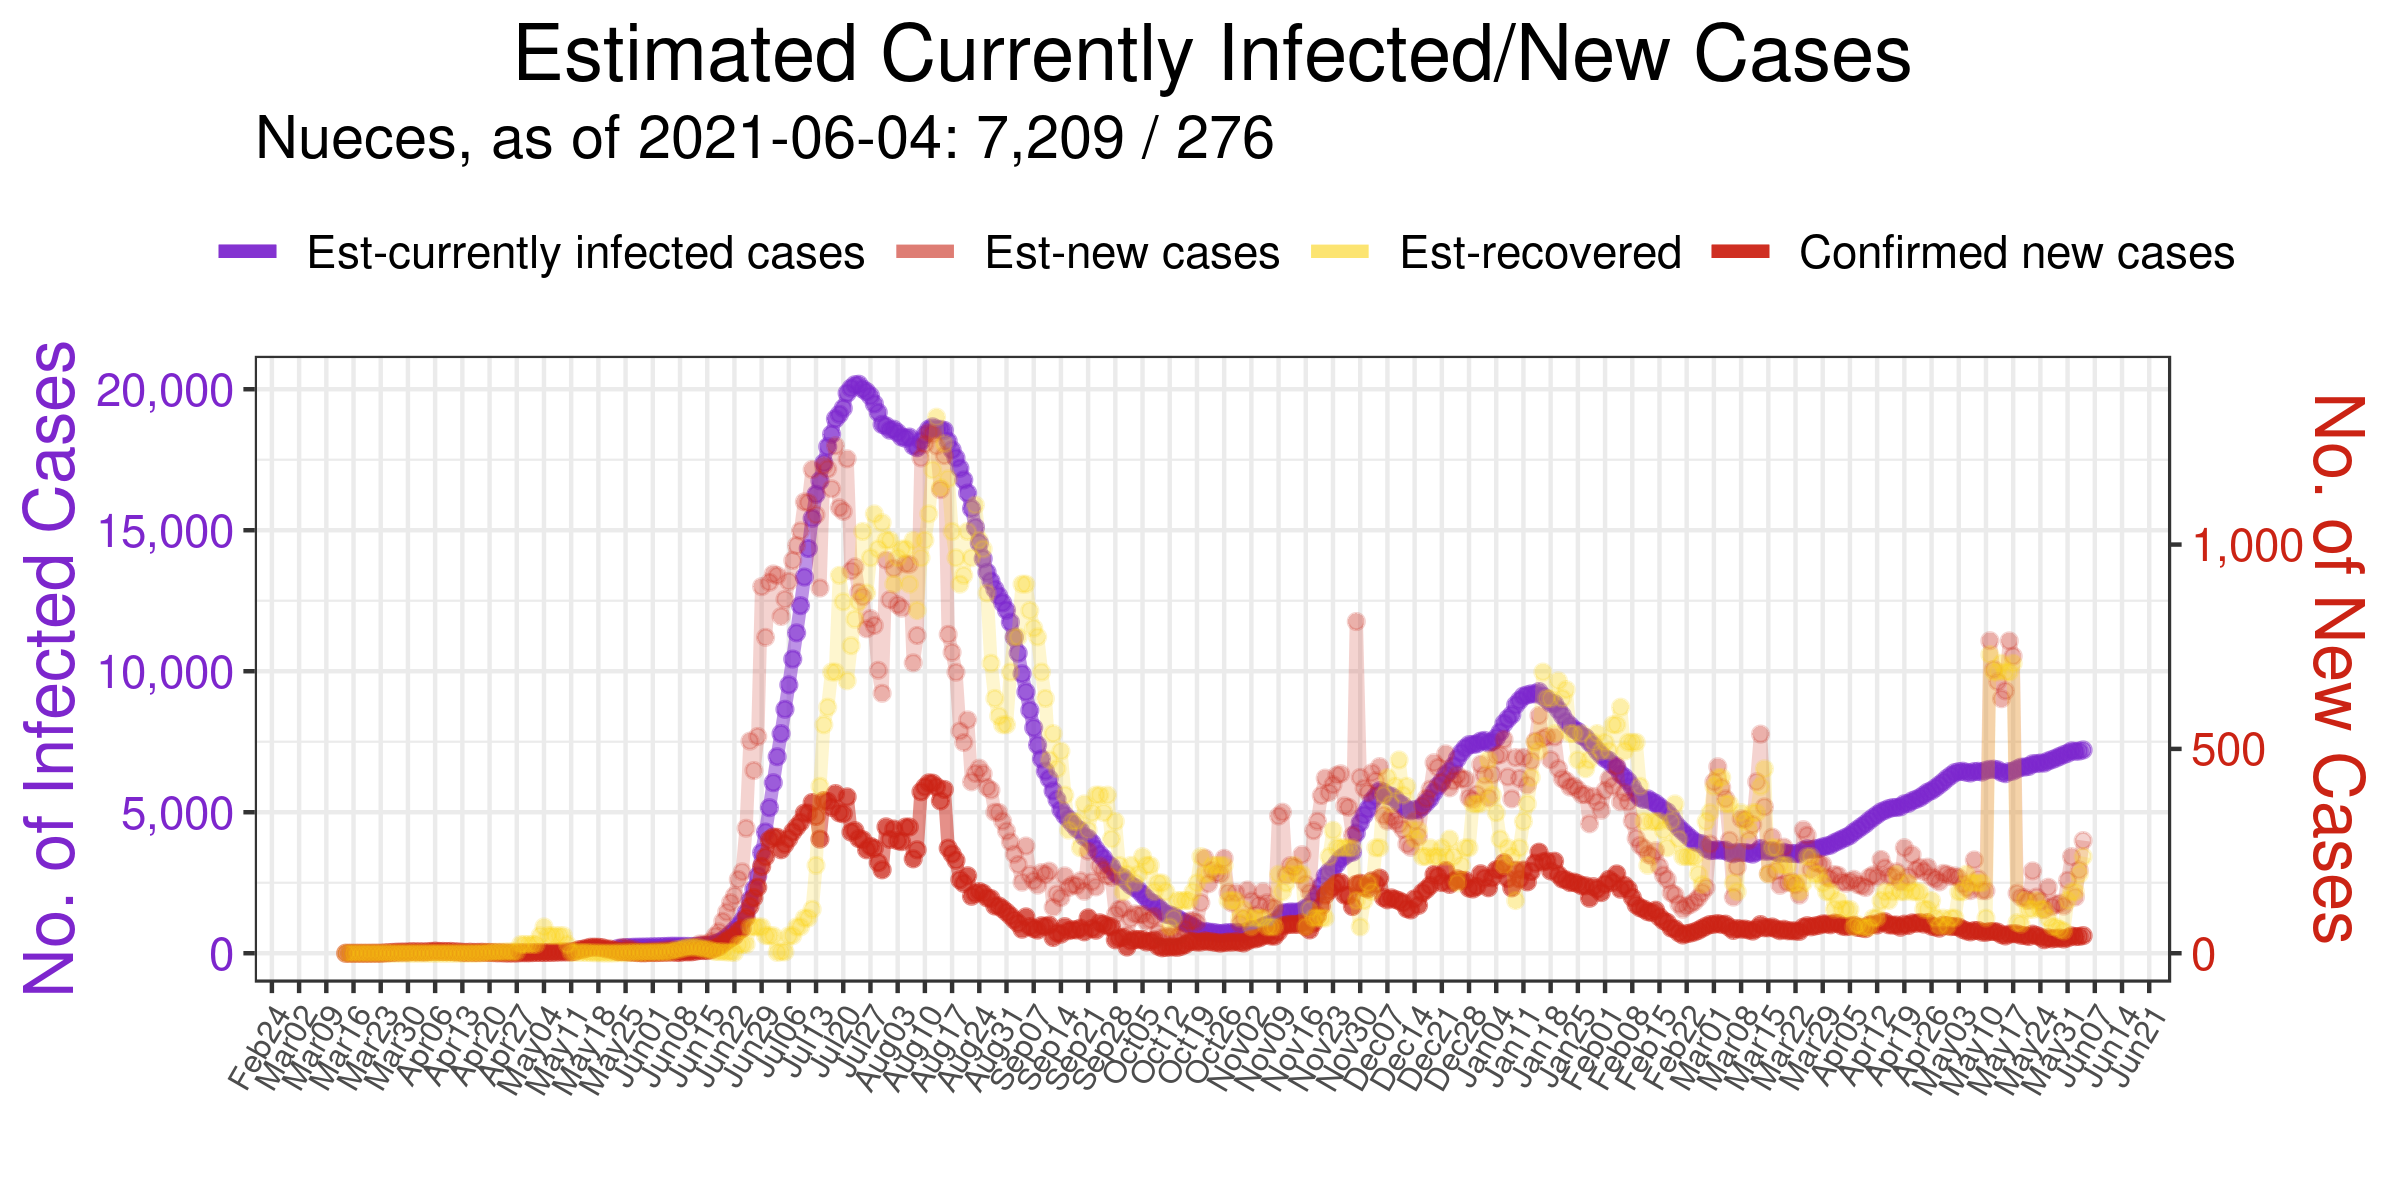 Estimated Currently Infected/New Cases
Nueces, as of 2021-06-04: 7,209 / 276
Est-currently infected cases
Est-new cases
Est-recovered
Confirmed new cases
No. of Infected Cases
20,000
15,000
10,000
5,000
0
1,000
500
0
No. of New Cases
Feb24
Mar02
Mar09
Mar16
Mar23
Mar30
Apr06
Apr13
Apr20
Apr27
May04
May11
May18
May25
Jun01
Jun08
Jun15
Jun22
Jun29
Jul06
Jul13
Jul20
Jul27
Aug03
Aug10
Aug17
Aug24
Aug31
Sep07
Sep14
Sep21
Sep28
Oct05
Oct12
Oct19
Oct26
Nov02
Nov09
Nov16
Nov23
Nov30
Dec07
Dec14
Dec21
Dec28
Jan04
Jan11
Jan18
Jan25
Feb01
Feb08
Feb15
Feb22
Mar01
Mar08
Mar15
Mar22
Mar29
Apr05
Apr12
Apr19
Apr26
May03
May10
May17
May24
May31
Jun07
Jun14
Jun21